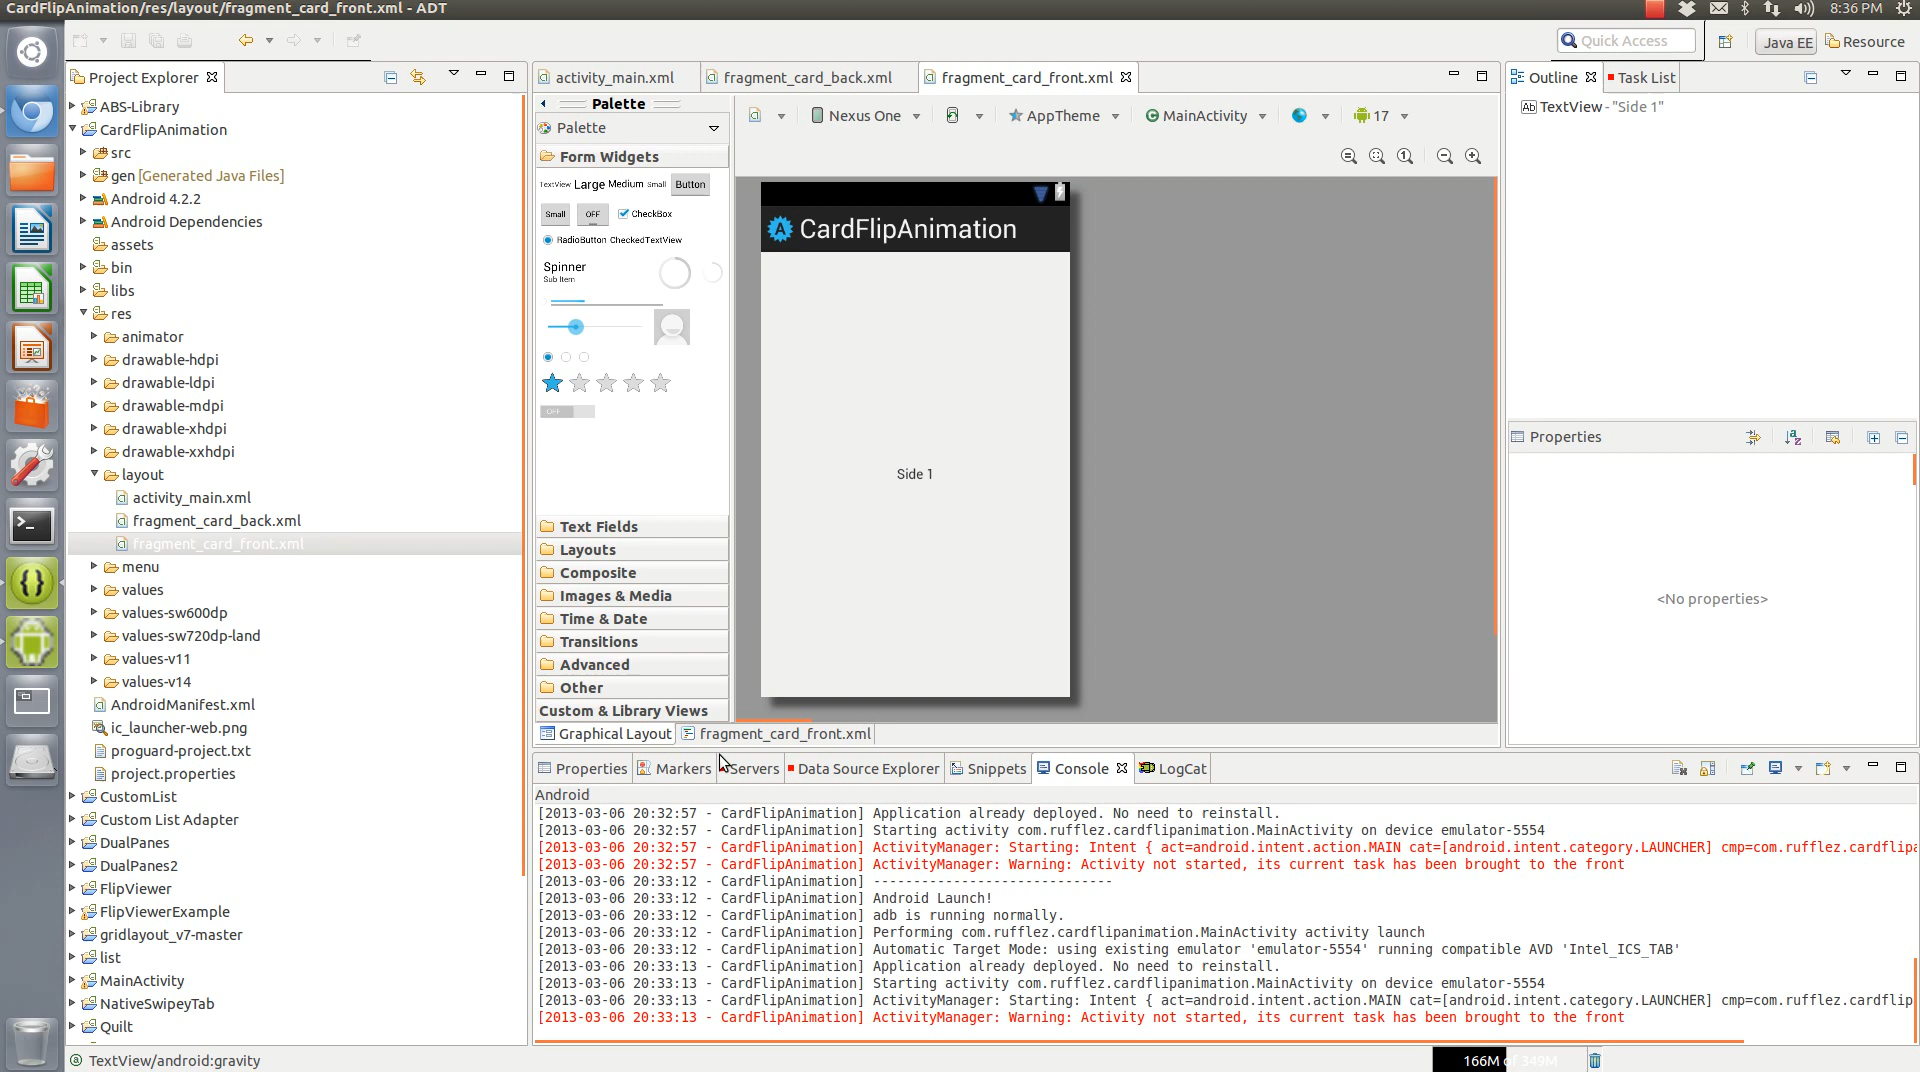 CardFlipAnimation/res/layout/fragment_card_front.xml - ADT
8:36 PM
Quick Access
Java EE
Resource
Project Explorer
ABS-Library
CardFlipAnimation
src
gen [Generated Java Files]
Android 4.2.2
Android Dependencies
assets
bin
libs
res
animator
drawable-hdpi
drawable-ldpi
drawable-mdpi
drawable-xhdpi
drawable-xxhdpi
layout
activity_main.xml
fragment_card_back.xml
fragment_card_front.xml
menu
values
values-sw600dp
values-sw720dp-land
values-v11
values-v14
AndroidManifest.xml
ic_launcher-web.png
proguard-project.txt
project.properties
CustomList
Custom List Adapter
DualPanes
DualPanes2
FlipViewer
FlipViewerExample
gridlayout_v7-master
list
MainActivity
NativeSwipeyTab
Quilt
activity_main.xml
fragment_card_back.xml
fragment_card_front.xml
Palette
Palette
Form Widgets
TextView Large Medium Small Button
Small OFF CheckBox
RadioButton CheckedTextView
Spinner
Sub Item
OFF
Text Fields
Layouts
Composite
Images & Media
Time & Date
Transitions
Advanced
Other
Custom & Library Views
Nexus One
AppTheme
MainActivity
17
CardFlipAnimation
Side 1
Graphical Layout
fragment_card_front.xml
Outline
Task List
TextView - "Side 1"
Properties
<No properties>
Properties
Markers
Servers
Data Source Explorer
Snippets
Console
LogCat
Android
[2013-03-06 20:32:57 - CardFlipAnimation] Application already deployed. No need to reinstall.
[2013-03-06 20:32:57 - CardFlipAnimation] Starting activity com.rufflez.cardflipanimation.MainActivity on device emulator-5554
[2013-03-06 20:32:57 - CardFlipAnimation] ActivityManager: Starting: Intent { act=android.intent.action.MAIN cat=[android.intent.category.LAUNCHER] cmp=com.rufflez.cardflipa
[2013-03-06 20:32:57 - CardFlipAnimation] ActivityManager: Warning: Activity not started, its current task has been brought to the front
[2013-03-06 20:33:12 - CardFlipAnimation] ------------------------------
[2013-03-06 20:33:12 - CardFlipAnimation] Android Launch!
[2013-03-06 20:33:12 - CardFlipAnimation] adb is running normally.
[2013-03-06 20:33:12 - CardFlipAnimation] Performing com.rufflez.cardflipanimation.MainActivity activity launch
[2013-03-06 20:33:12 - CardFlipAnimation] Automatic Target Mode: using existing emulator 'emulator-5554' running compatible AVD 'Intel_ICS_TAB'
[2013-03-06 20:33:13 - CardFlipAnimation] Application already deployed. No need to reinstall.
[2013-03-06 20:33:13 - CardFlipAnimation] Starting activity com.rufflez.cardflipanimation.MainActivity on device emulator-5554
[2013-03-06 20:33:13 - CardFlipAnimation] ActivityManager: Starting: Intent { act=android.intent.action.MAIN cat=[android.intent.category.LAUNCHER] cmp=com.rufflez.cardflip
[2013-03-06 20:33:13 - CardFlipAnimation] ActivityManager: Warning: Activity not started, its current task has been brought to the front
TextView/android:gravity
166M of 349M